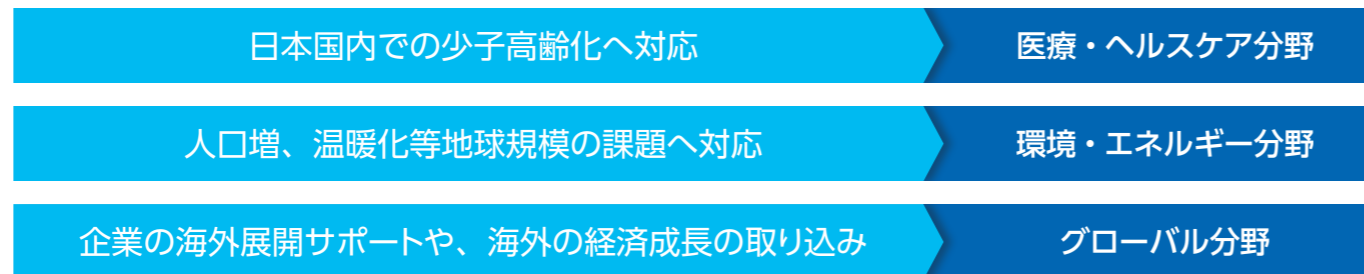 日本国内での少子高齢化へ対応
医療・ヘルスケア分野
人口増、温暖化等地球規模の課題へ対応
環境・エネルギー分野
企業の海外展開サポートや、海外の経済成長の取り込み
グローバル分野